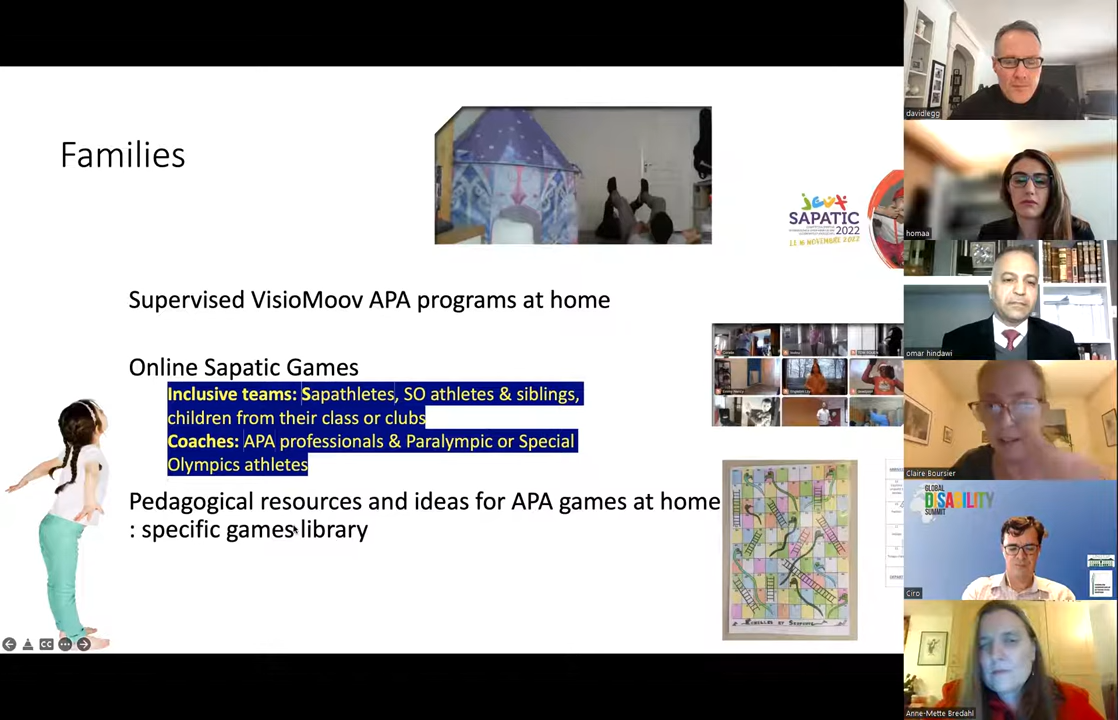 Families
jeux
SAPATIC
2022
Supervised VisioMoov APA programs at home
Online Sapatic Games
Inclusive teams: Sapathletes, SO athletes & siblings,
children from their class or clubs
Coaches: APA professionals & Paralympic or Special
Olympics athletes
Pedagogical resources and ideas for APA games at home
: specific games library
CC
davidlegg
homaa
omar hindawi
Claire Boursier
GLOBAL
DISABILITY
SUMMIT
Ciro
Anne-Mette Bredahl